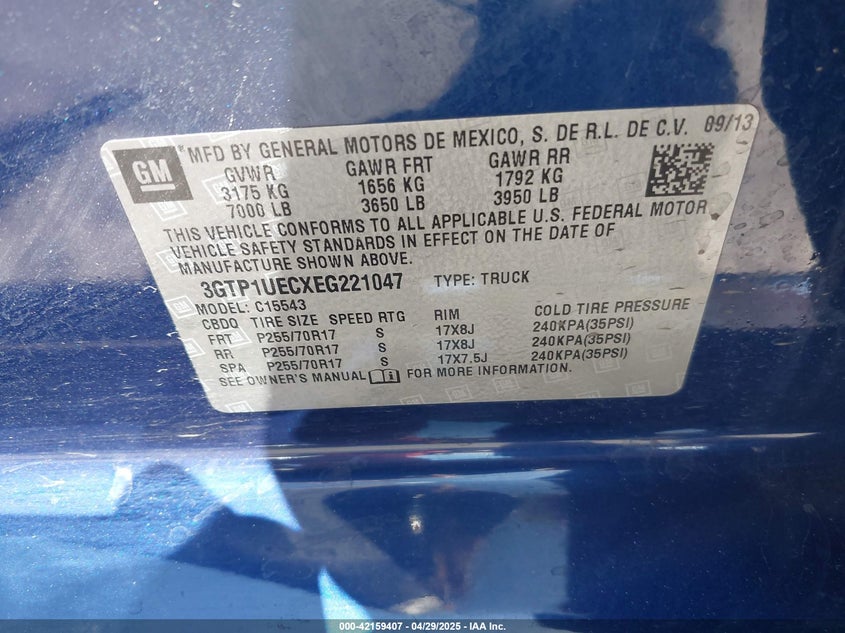 GM *MFD BY GENERAL MOTORS DE MEXICO, S. DE R.L. DE C.V. 09/13
GVWR GAWR FRT GAWR RR
3175 KG 1656 KG 1792 KG
7000 LB 3650 LB 3950 LB
THIS VEHICLE CONFORMS TO ALL APPLICABLE U.S. FEDERAL MOTOR
VEHICLE SAFETY STANDARDS IN EFFECT ON THE DATE OF
MANUFACTURE SHOWN ABOVE.
3GTP1UECXEG221047 TYPE: TRUCK
MODEL: C15543
CBDQ TIRE SIZE SPEED RTG RIM COLD TIRE PRESSURE
FRT P255/70R17 S 17X8J 240KPA(35PSI)
RR P255/70R17 S 17X8J 240KPA(35PSI)
SPA P255/70R17 S 17X7.5J 240KPA(35PSI)
SEE OWNER'S MANUAL FOR MORE INFORMATION.
000-42159407 - 04/29/2025 - IAA Inc.